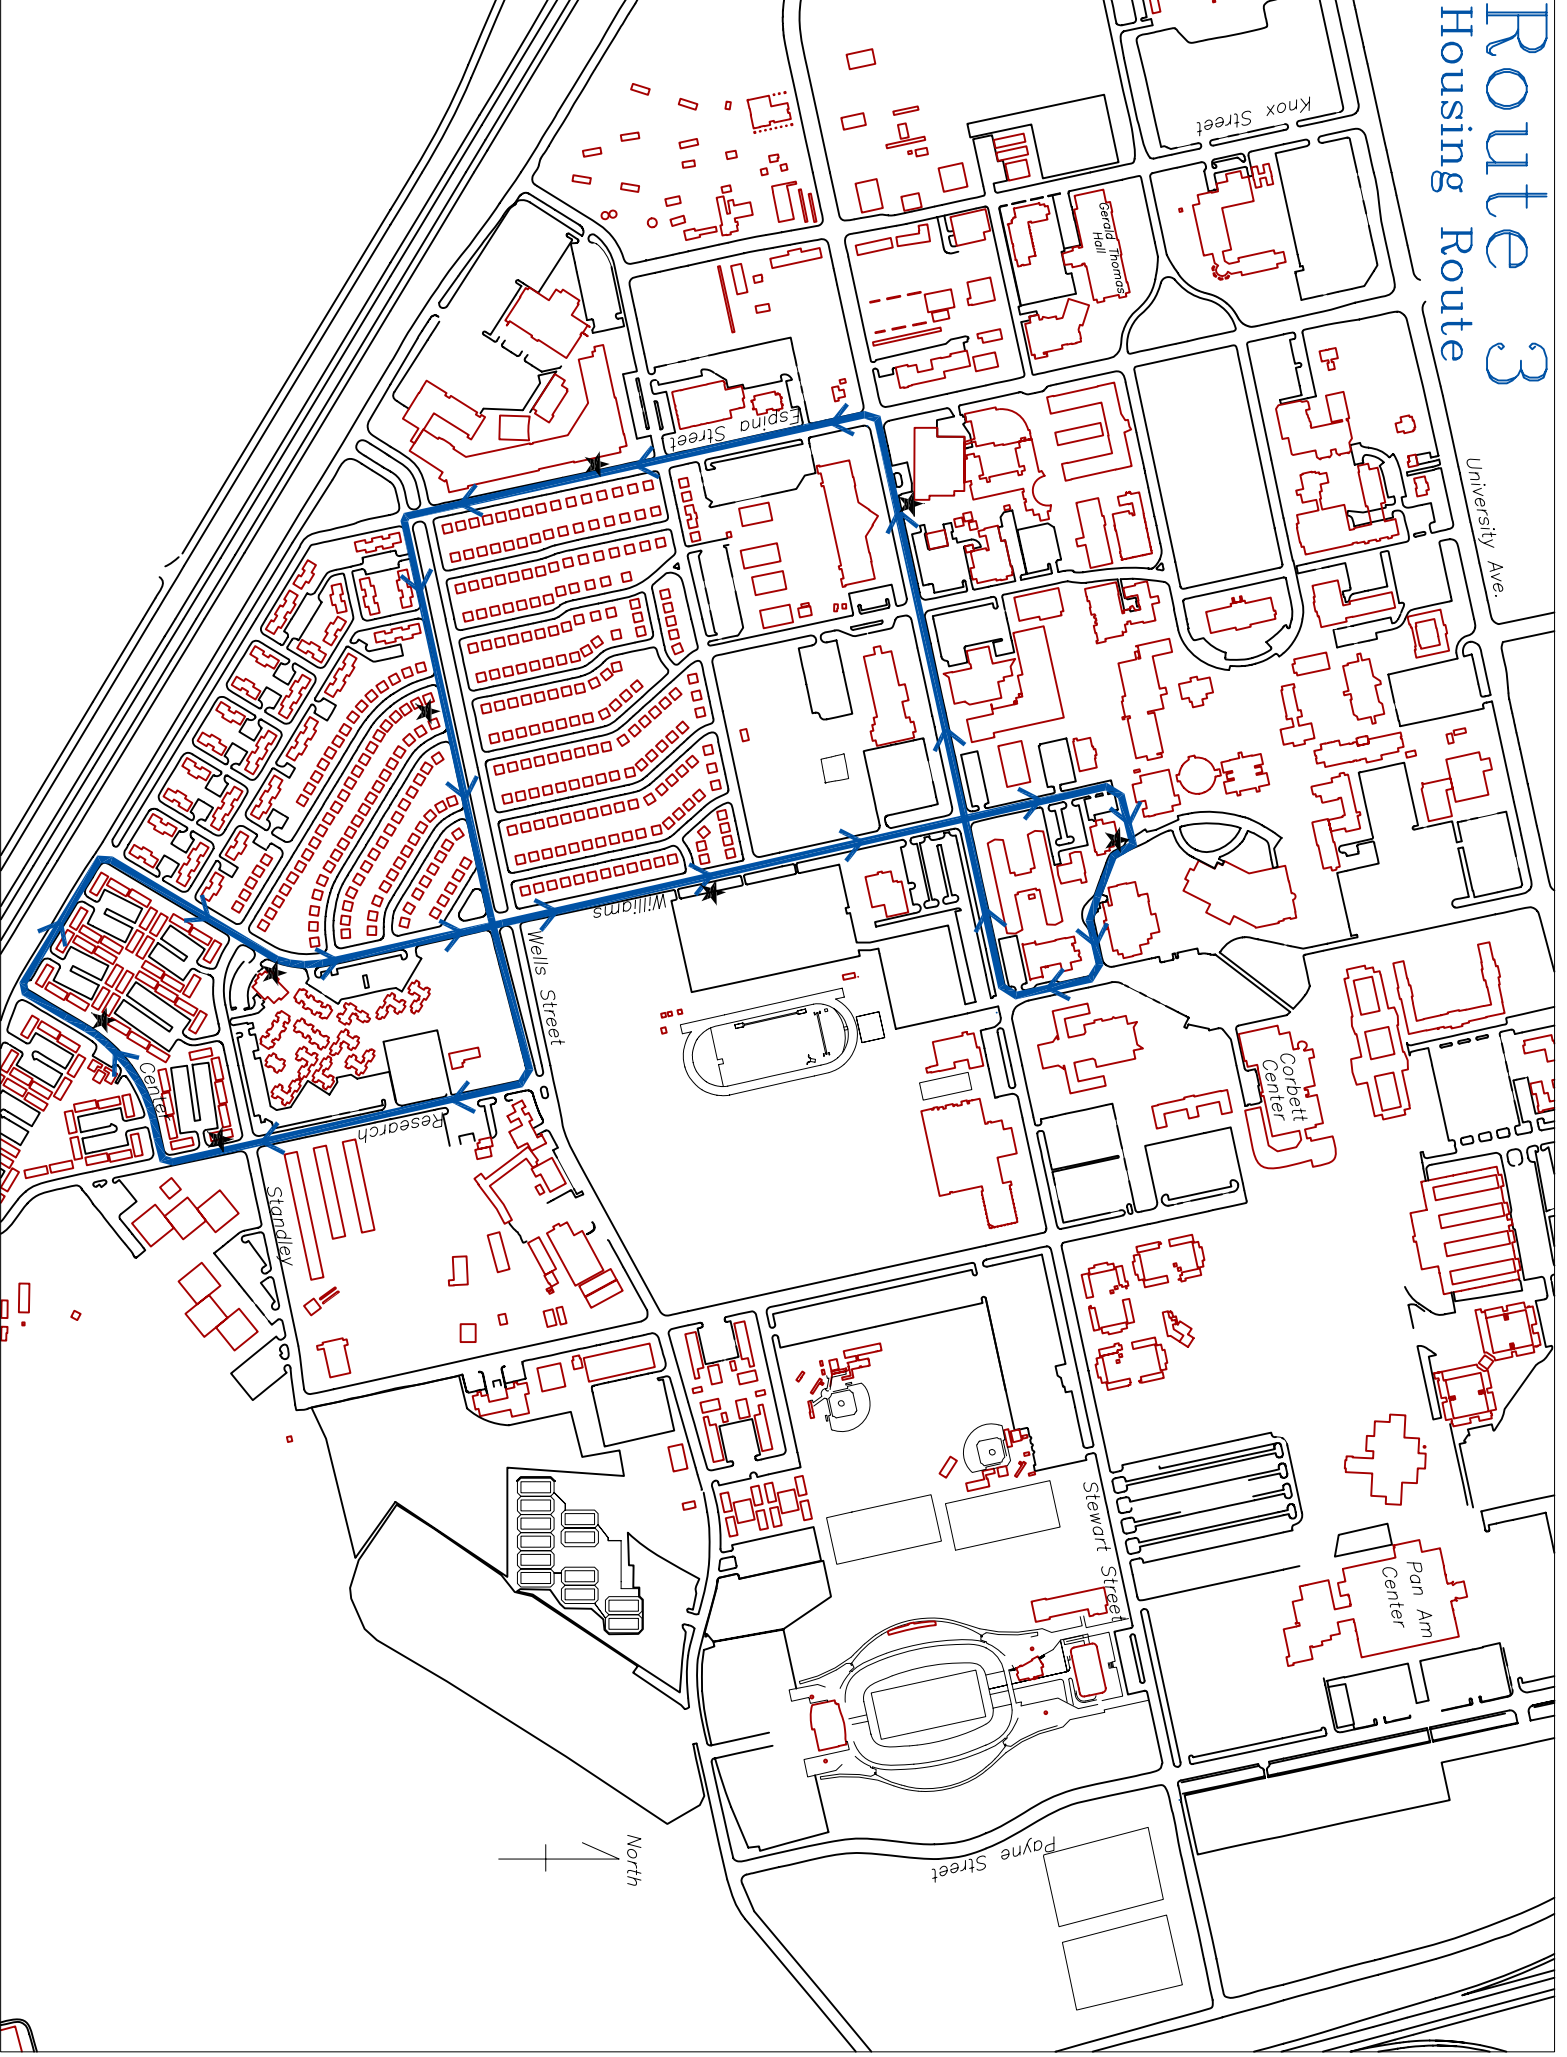 Route 3
Housing Route
University Ave.
Knox Street
Gerald Thomas
Hall
Espina Street
Williams
Wells Street
Corbett
Center
Center
Research
Standley
Stewart Street
Pan Am
Center
Payne Street
North